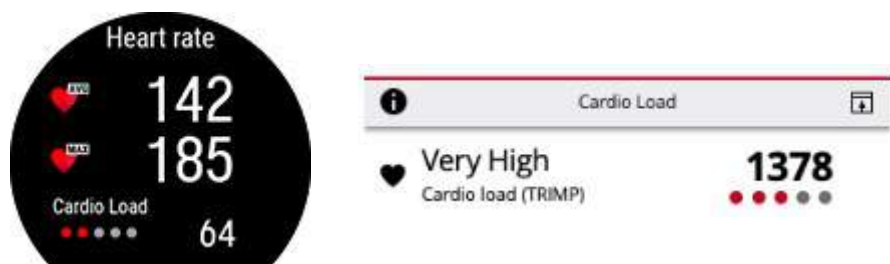 Heart rate
AVG
142
MAX
185
Cardio Load
64
Cardio Load
Very High
1378
Cardio load (TRIMP)